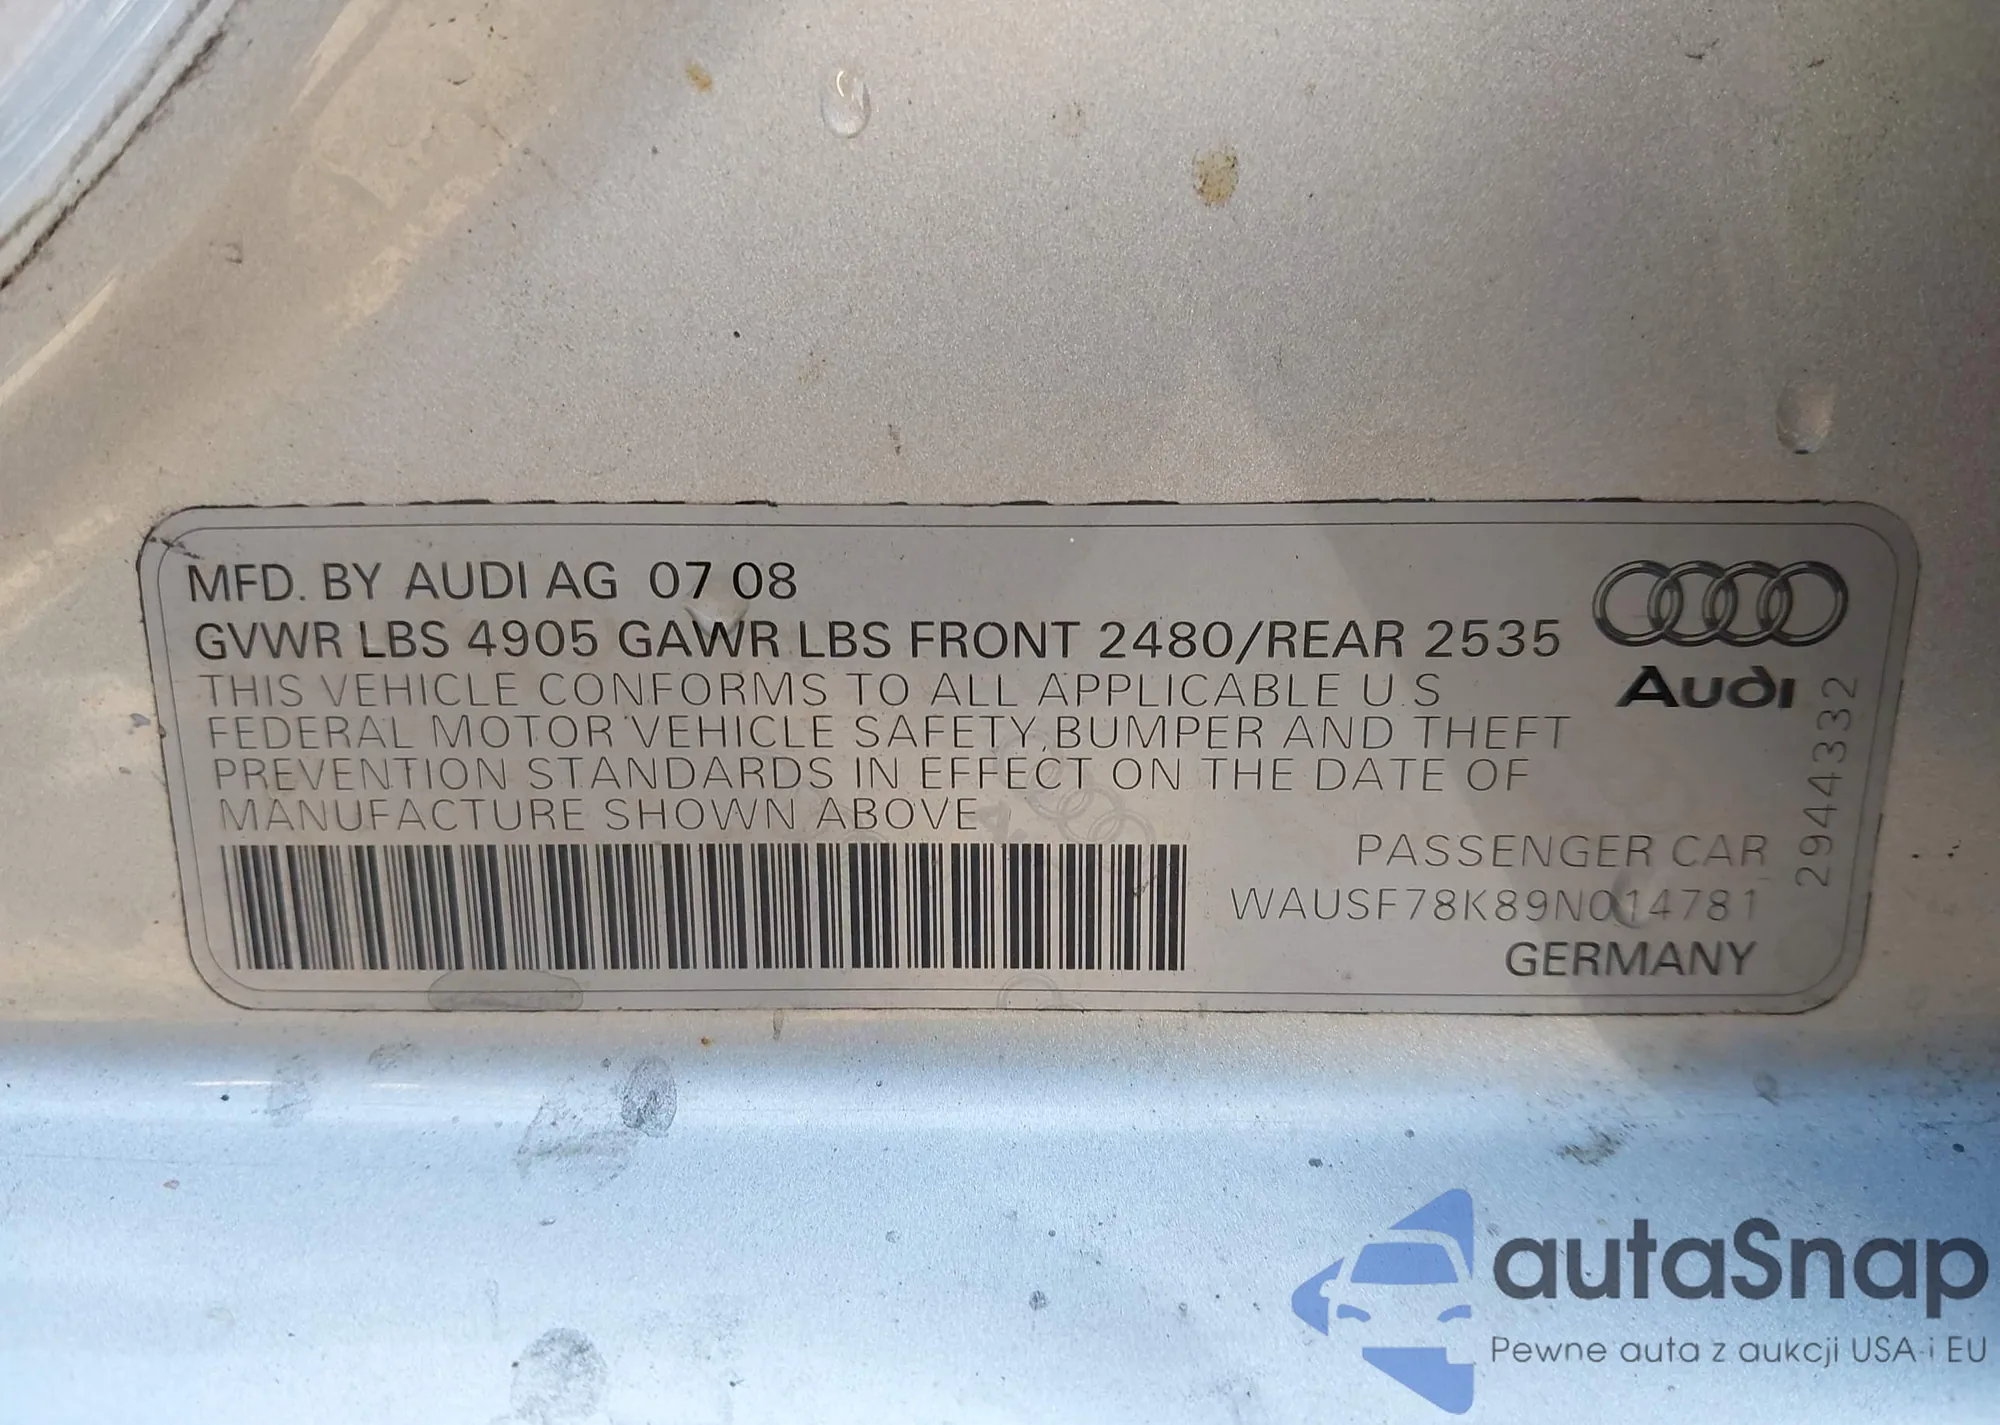 MFD. BY AUDI AG 07 08
GVWR LBS 4905 GAWR LBS FRONT 2480/REAR 2535
THIS VEHICLE CONFORMS TO ALL APPLICABLE U.S
FEDERAL MOTOR VEHICLE SAFETY, BUMPER AND THEFT
PREVENTION STANDARDS IN EFFECT ON THE DATE OF
MANUFACTURE SHOWN ABOVE
Audi
2944332
PASSENGER CAR
WAUSF78K89N014781
GERMANY
autaSnap
Pewne auta z aukcji USA i EU